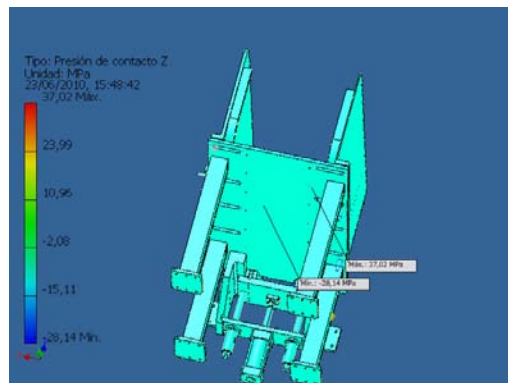 Tipo: Presión de contacto Z
Unidad: MPa
23/06/2010, 15:48:42
37,02 Máx.
23,99
10,96
-2,08
-15,11
-28,14 Mín.
Máx.: 37,02 MPa
Mín.: -28,14 MPa